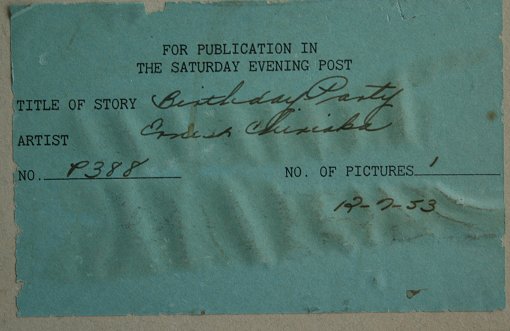 FOR PUBLICATION IN
THE SATURDAY EVENING POST
TITLE OF STORY Birthday Party
ARTIST Ernest Chiriaka
NO. P388 NO. OF PICTURES 1
12-7-53